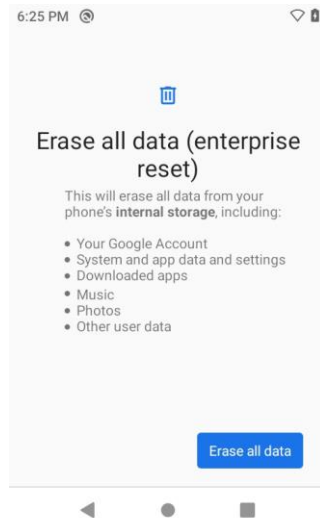 6:25 PM
Erase all data (enterprise
reset)
This will erase all data from your
phone's internal storage, including:
• Your Google Account
• System and app data and settings
• Downloaded apps
• Music
• Photos
• Other user data
Erase all data